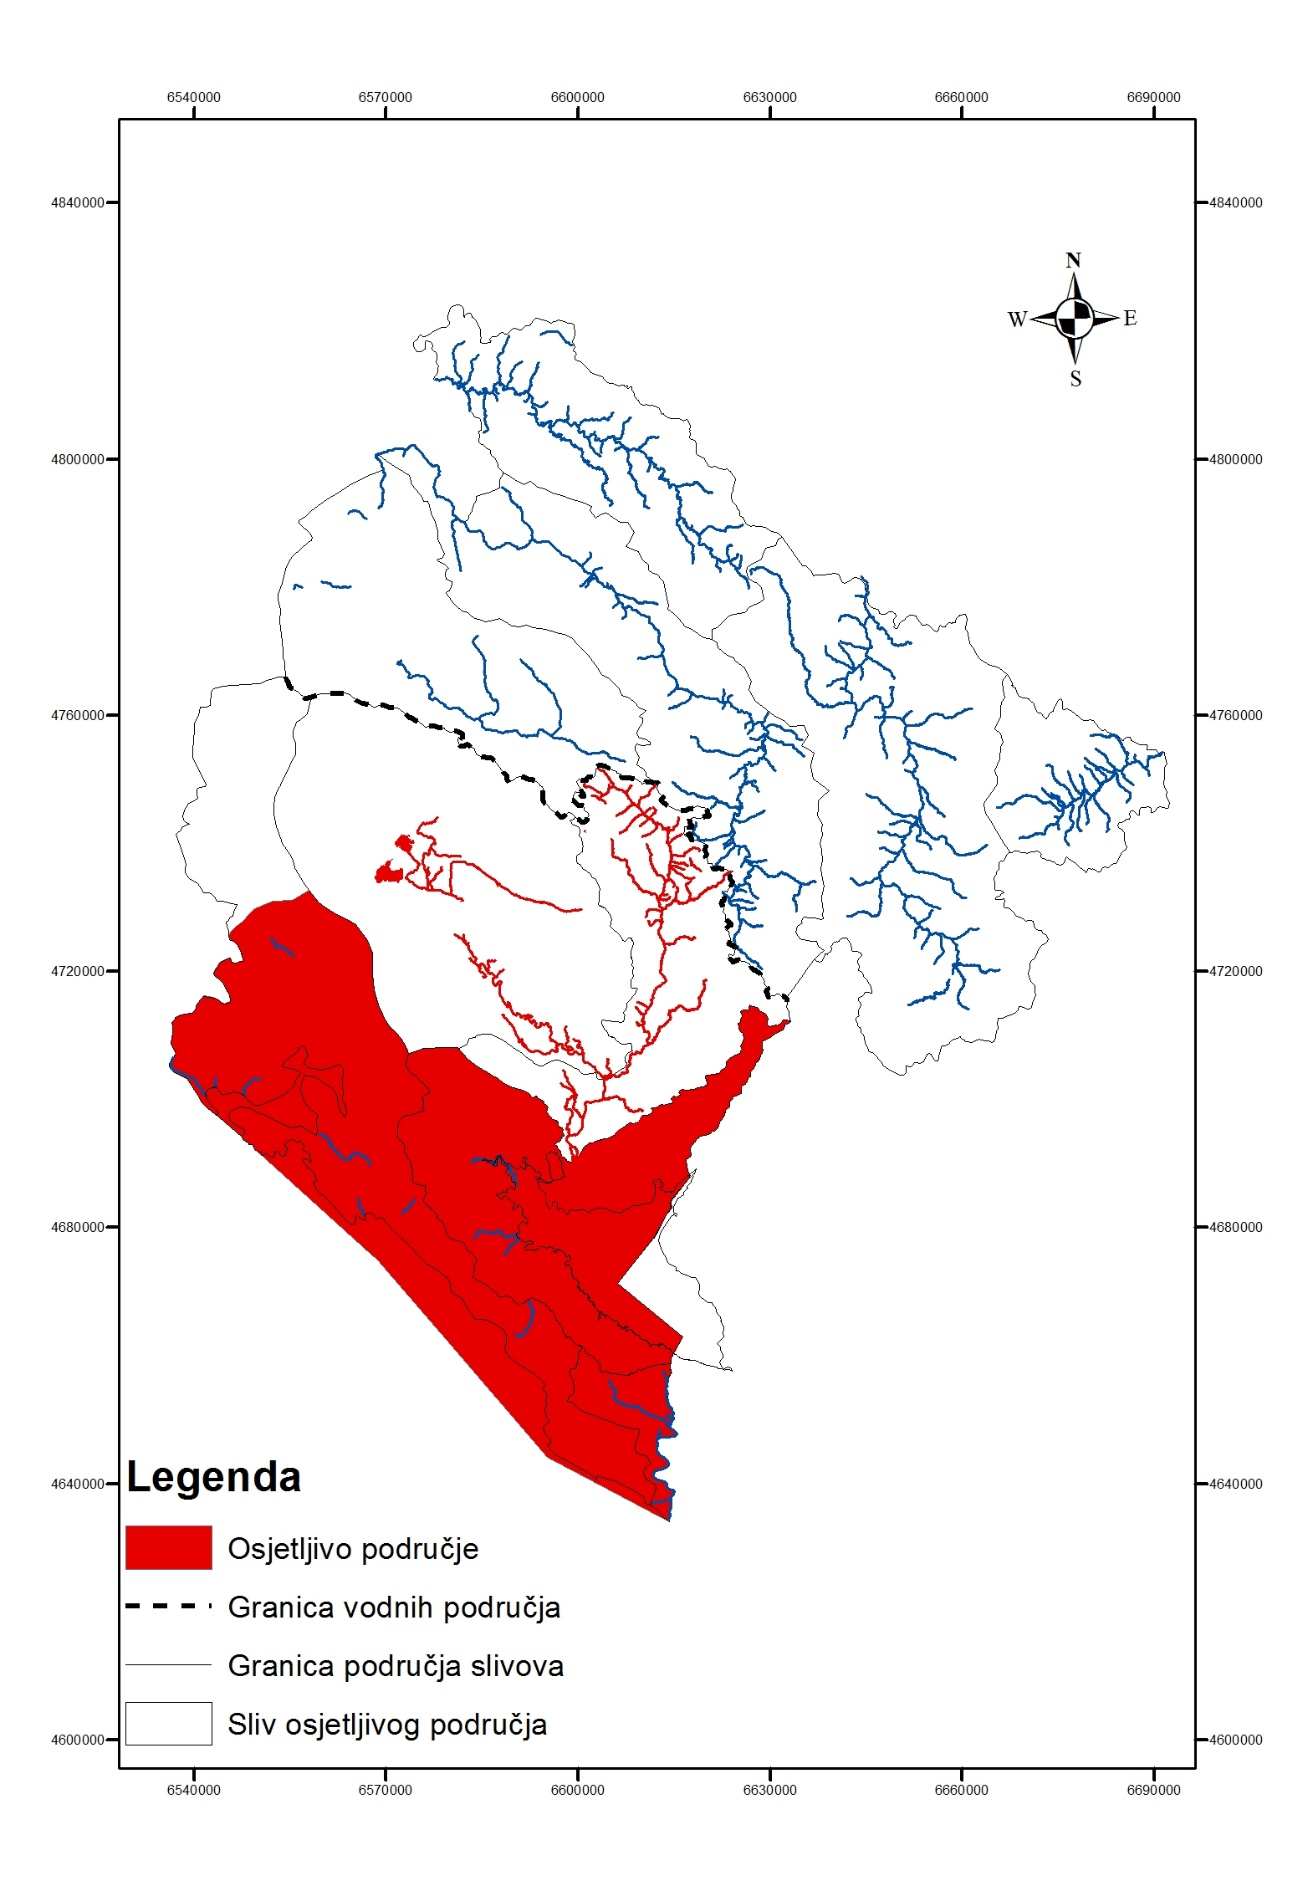 6540000 6570000 6600000 6630000 6660000 6690000
4840000 4840000
N
W E
S
4800000 4800000
4760000 4760000
4720000 4720000
4680000 4680000
4640000 4640000
Legenda
Osjetljivo područje
Granica vodnih područja
Granica područja slivova
Sliv osjetljivog područja
4600000 4600000
6540000 6570000 6600000 6630000 6660000 6690000